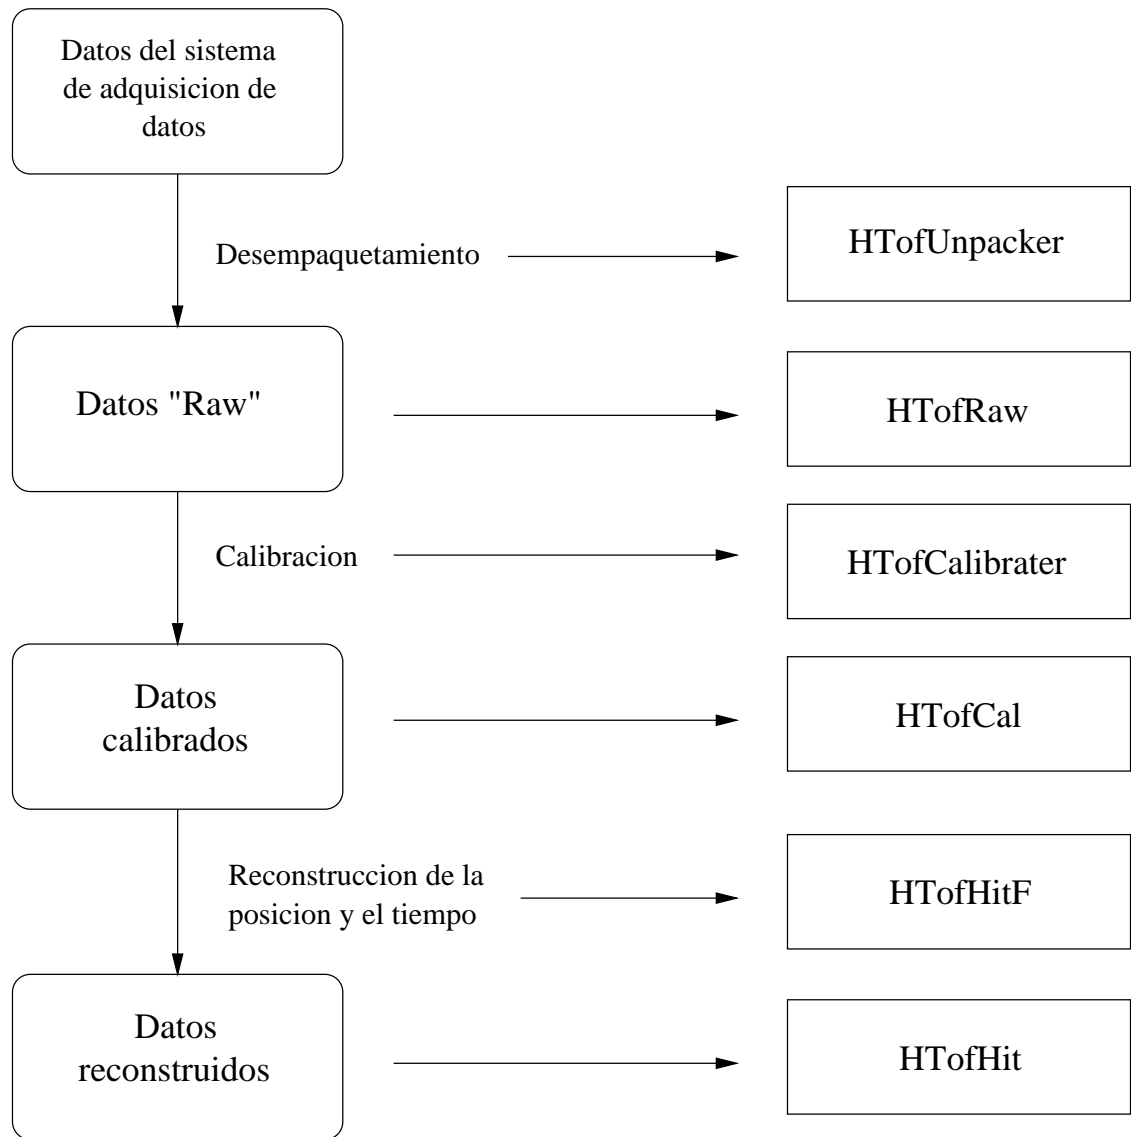 Datos del sistema
de adquisicion de
datos
Desempaquetamiento
HTofUnpacker
Datos "Raw"
HTofRaw
Calibracion
HTofCalibrater
Datos
calibrados
HTofCal
Reconstruccion de la
posicion y el tiempo
HTofHitF
Datos
reconstruidos
HTofHit